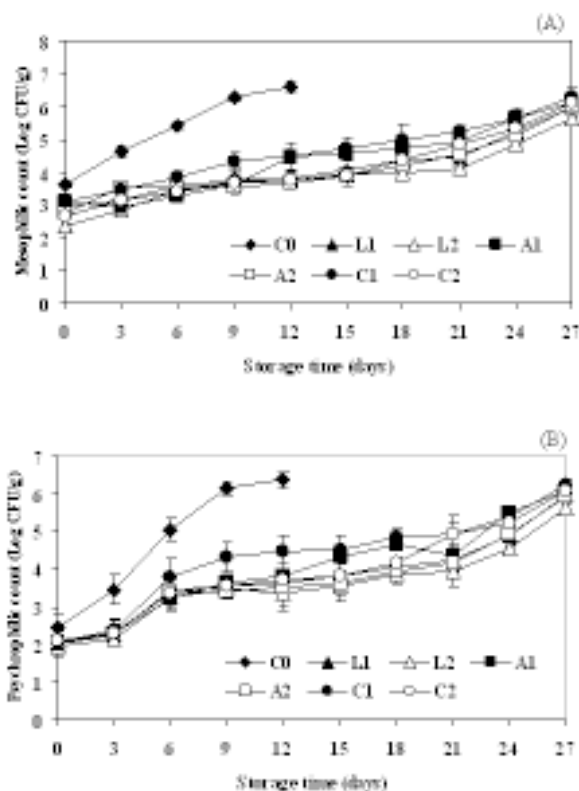 (A)
Mesophilic count (Log CFU/g)
8
7
6
5
4
3
2
1
0
C0 L1 L2 A1
A2 C1 C2
0 3 6 9 12 15 18 21 24 27
Storage time (days)
(B)
Psychrophilic count (Log CFU/g)
7
6
5
4
3
2
1
0
C0 L1 L2 A1
A2 C1 C2
0 3 6 9 12 15 18 21 24 27
Storage time (days)